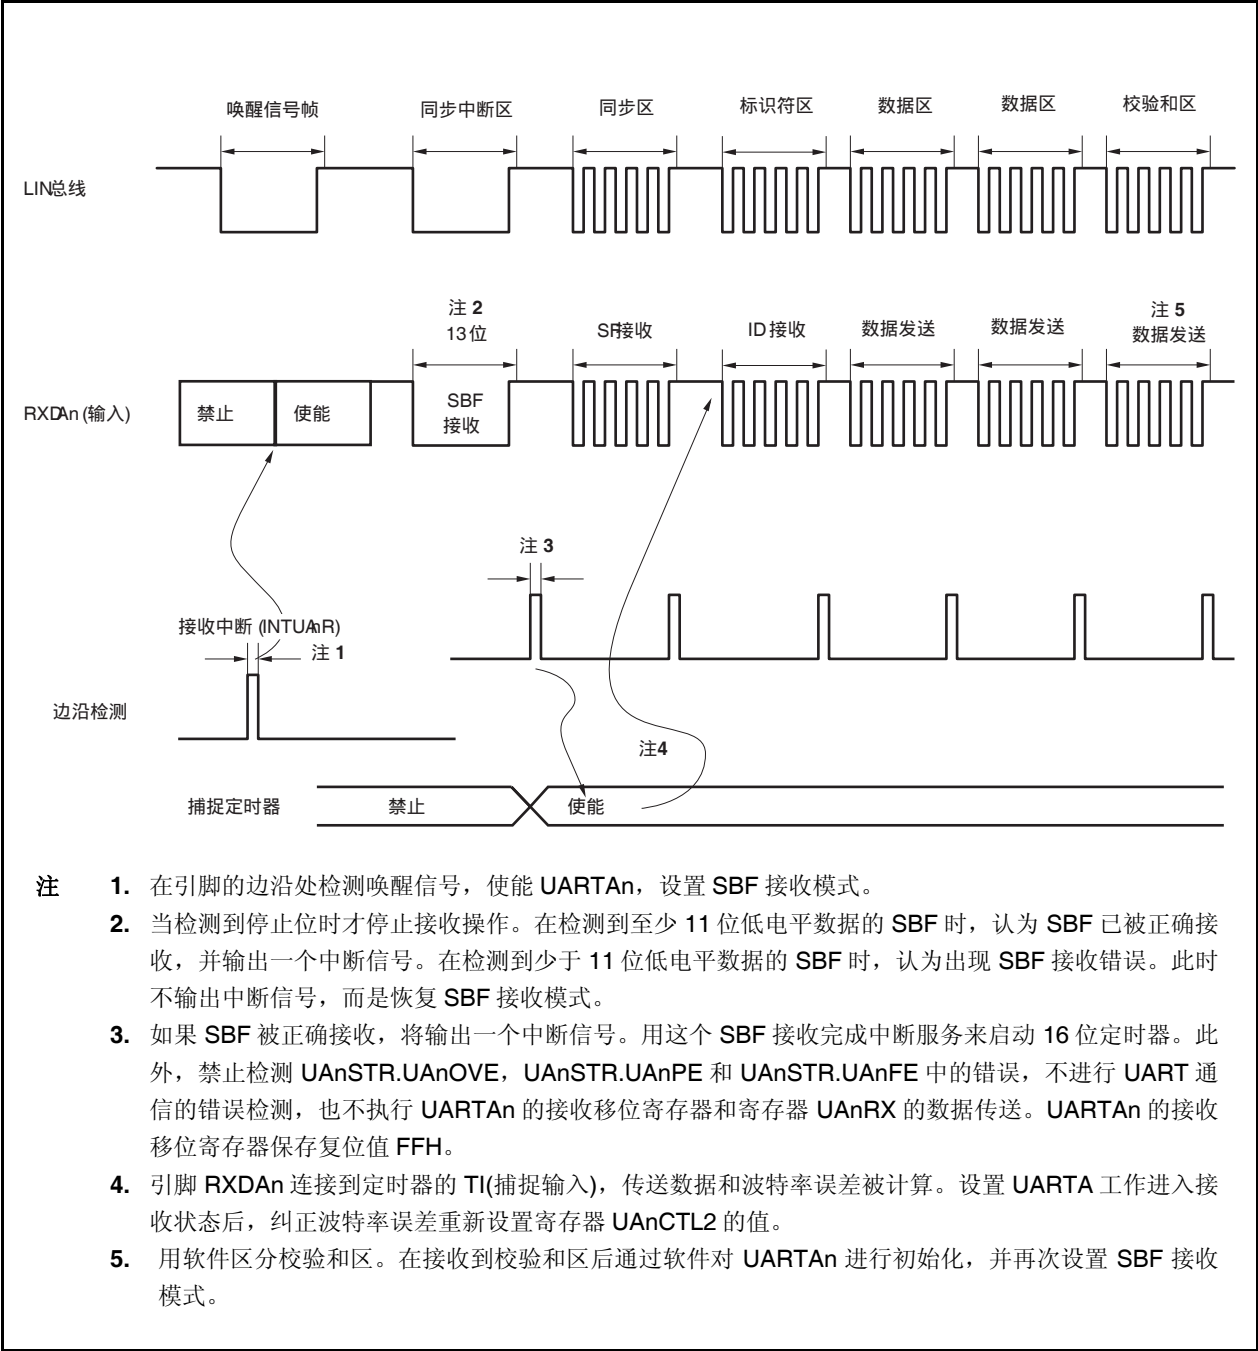 唤醒信号帧 同步中断区 同步区 标识符区 数据区 数据区 校验和区
LIN总线
注 2 注 5
13位 SF接收 ID接收 数据发送 数据发送 数据发送
RXDAn (输入) 禁止 使能 SBF
接收
注 3
接收中断 (INTUAnR)
注 1
边沿检测
注4
捕捉定时器 禁止 使能
注 1. 在引脚的边沿处检测唤醒信号，使能 UARTAn，设置 SBF 接收模式。
2. 当检测到停止位时才停止接收操作。在检测到至少 11 位低电平数据的 SBF 时，认为 SBF 已被正确接
收，并输出一个中断信号。在检测到少于 11 位低电平数据的 SBF 时，认为出现 SBF 接收错误。此时
不输出中断信号，而是恢复 SBF 接收模式。
3. 如果 SBF 被正确接收，将输出一个中断信号。用这个 SBF 接收完成中断服务来启动 16 位定时器。此
外，禁止检测 UAnSTR.UAnOVE，UAnSTR.UAnPE 和 UAnSTR.UAnFE 中的错误，不进行 UART 通
信的错误检测，也不执行 UARTAn 的接收移位寄存器和寄存器 UAnRX 的数据传送。UARTAn 的接收
移位寄存器保存复位值 FFH。
4. 引脚 RXDAn 连接到定时器的 TI(捕捉输入)，传送数据和波特率误差被计算。设置 UARTA 工作进入接
收状态后，纠正波特率误差重新设置寄存器 UAnCTL2 的值。
5. 用软件区分校验和区。在接收到校验和区后通过软件对 UARTAn 进行初始化，并再次设置 SBF 接收
模式。